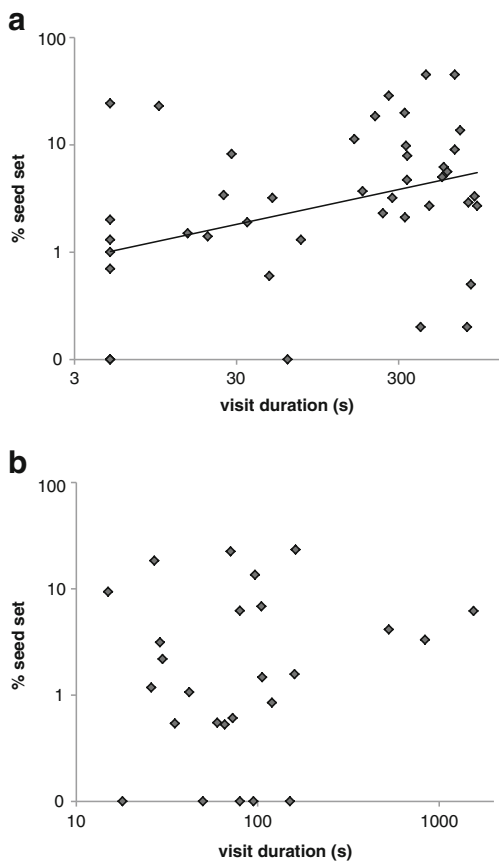 a
100
10
1
0
% seed set
3 30 300
visit duration (s)
b
100
10
1
0
% seed set
10 100 1000
visit duration (s)